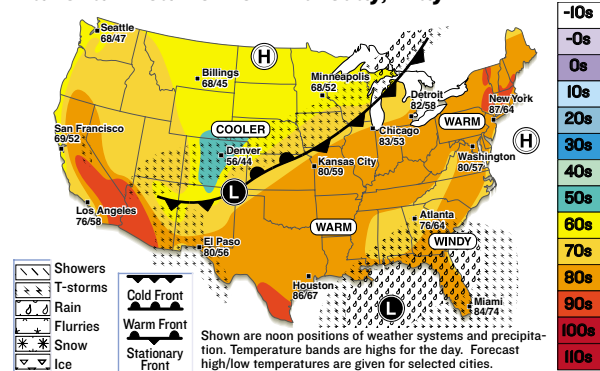 Seattle
68/47
Billings
68/45
H
Minneapolis
68/52
Detroit
82/58
New York
87/64
WARM
H
San Francisco
69/52
COOLER
Denver
56/44
Chicago
83/53
Kansas City
80/59
Washington
80/57
L
Los Angeles
76/58
El Paso
80/56
WARM
Atlanta
76/64
WINDY
Houston
86/67
L
Miami
84/74
Showers
T-storms
Rain
Flurries
Snow
Ice
Cold Front
Warm Front
Stationary
Front
Shown are noon positions of weather systems and precipita-
tion. Temperature bands are highs for the day. Forecast
high/low temperatures are given for selected cities.
-10s
-0s
0s
10s
20s
30s
40s
50s
60s
70s
80s
90s
100s
110s